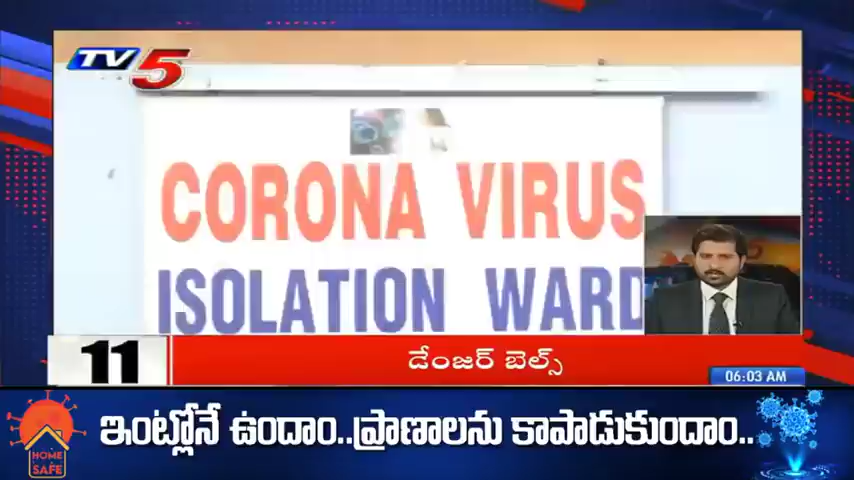 TV5
CORONA VIRUS
ISOLATION WARD
11
డేంజర్ బెల్స్
06:03 AM
HOME
SAFE
ఇంట్లోనే ఉందాం..ప్రాణాలను కాపాడుకుందాం..